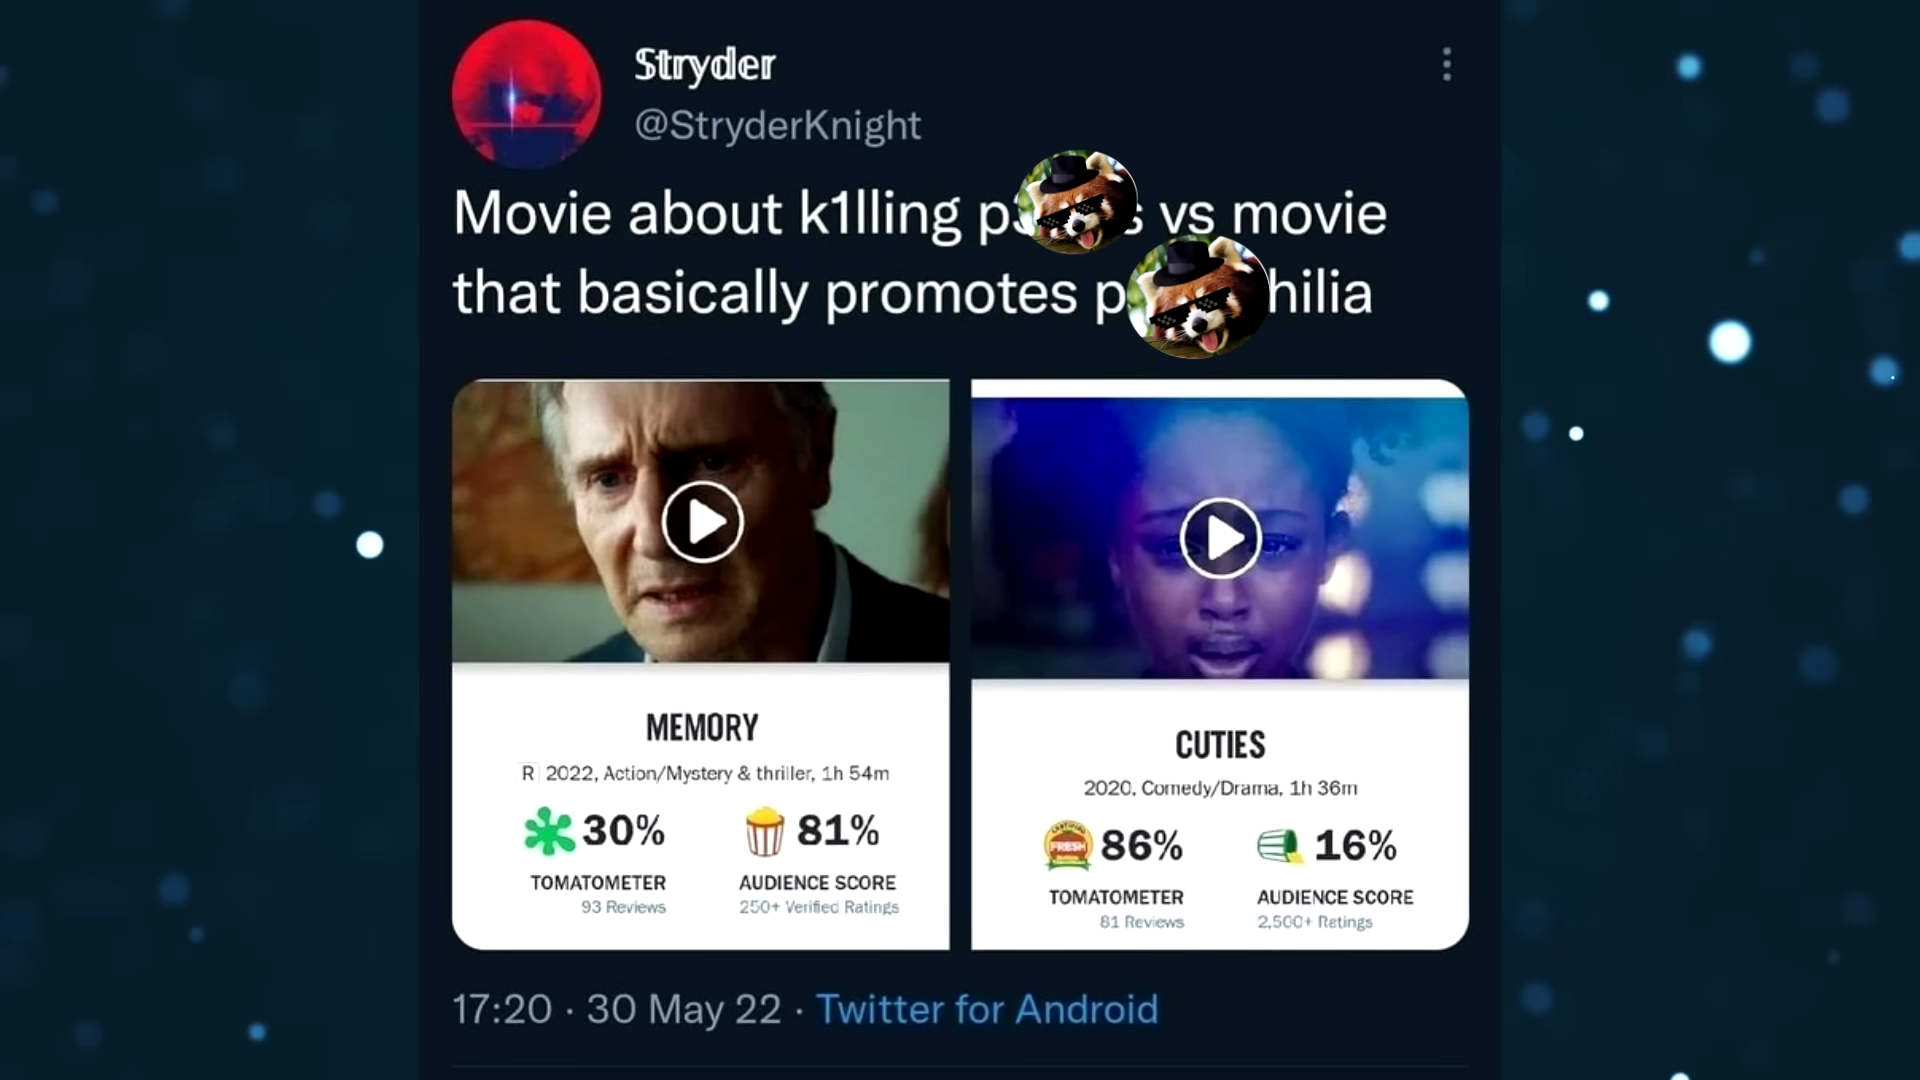 Stryder
@StryderKnight
Movie about k1lling vs movie
that basically promotes
MEMORY
CUTIES
R 2022, Action/Mystery & thriller, 1h 54m
2020, Comedy/Drama, 1h 36m
30% 81%
86% 16%
TOMATOMETER AUDIENCE SCORE
TOMATOMETER AUDIENCE SCORE
93 Reviews 250+ Verified Ratings
81 Reviews 2,500+ Ratings
CERTIFIED
FRESH
17:20 · 30 May 22 · Twitter for Android